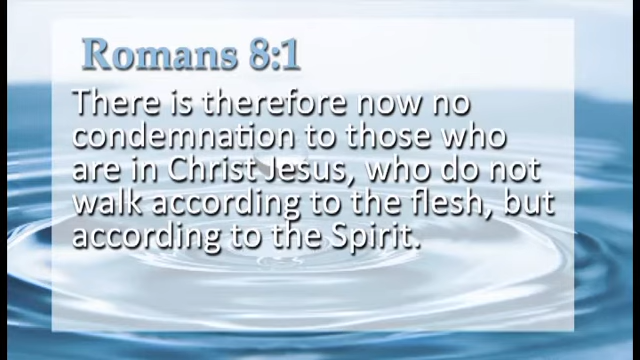 Romans 8:1
There is therefore now no
condemnation to those who
are in Christ Jesus, who do not
walk according to the flesh, but
according to the Spirit.